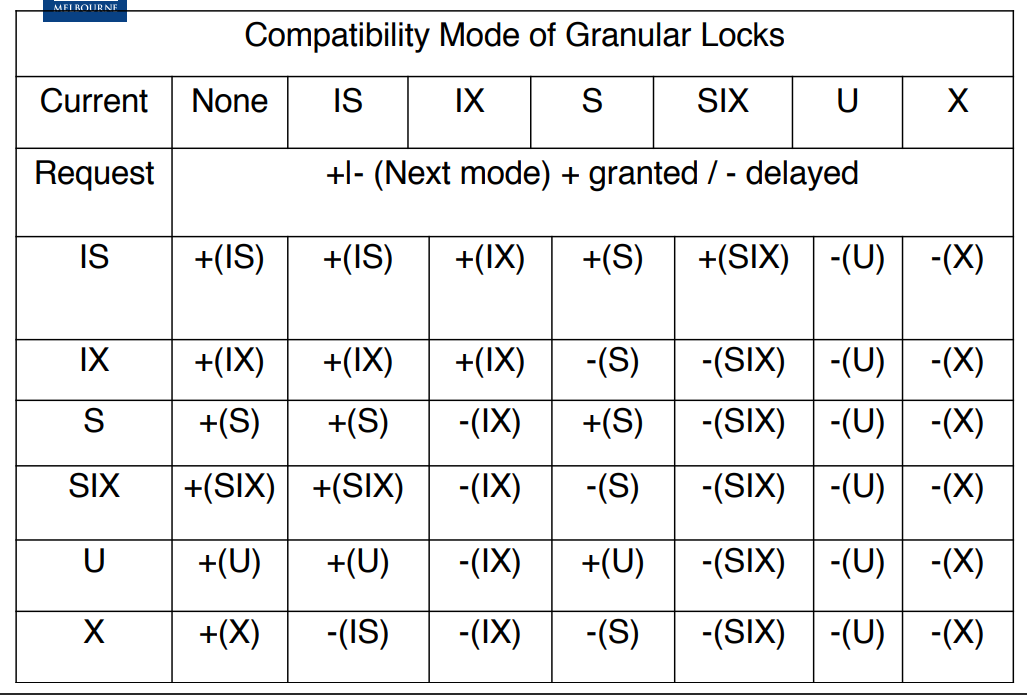 MELBOURNE
Compatibility Mode of Granular Locks
Current None IS IX S SIX U X
Request +|- (Next mode) + granted / - delayed
IS +(IS) +(IS) +(IX) +(S) +(SIX) -(U) -(X)
IX +(IX) +(IX) +(IX) -(S) -(SIX) -(U) -(X)
S +(S) +(S) -(IX) +(S) -(SIX) -(U) -(X)
SIX +(SIX) +(SIX) -(IX) -(S) -(SIX) -(U) -(X)
U +(U) +(U) -(IX) +(U) -(SIX) -(U) -(X)
X +(X) -(IS) -(IX) -(S) -(SIX) -(U) -(X)